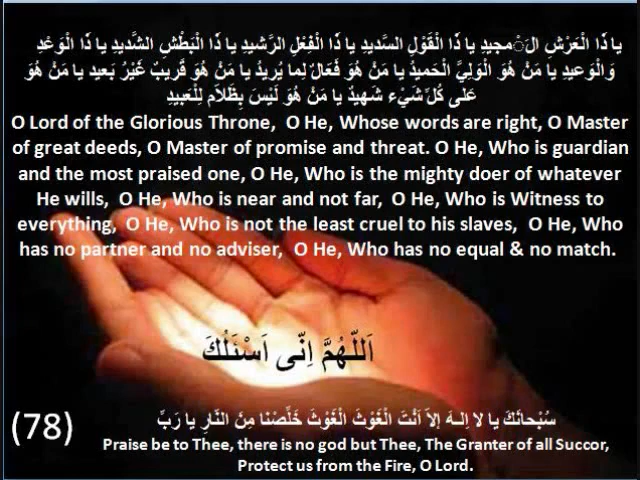 يا ذَا الْعَرْشِ الَْمجيدِ يا ذَا الْقَوْلِ السَّديدِ يا ذَا الْفِعْلِ الرَّشيدِ يا ذَا الْبَطْشِ الشَّديدِ يا ذَا الْوَعْدِ
وَالْوَعيدِ يا مَنْ هُوَ الْوَلِيُّ الْحَميدُ يا مَنْ هُوَ فَعّالٌ لِما يُريدُ يا مَنْ هُوَ قَريبٌ غَيْرُ بَعيد يا مَنْ هُوَ
عَلى كُلِّ شَيْء شَهيدٌ يا مَنْ هُوَ لَيْسَ بِظَلاّم لِلْعَبيدِ
O Lord of the Glorious Throne, O He, Whose words are right, O Master
of great deeds, O Master of promise and threat. O He, Who is guardian
and the most praised one, O He, Who is the mighty doer of whatever
He wills, O He, Who is near and not far, O He, Who is Witness to
everything, O He, Who is not the least cruel to his slaves, O He, Who
has no partner and no adviser, O He, Who has no equal & no match.
اَللّهُمَّ اِنّى اَسْئَلُكَ
سُبْحانَكَ يا لا اِلـهَ إلاّ اَنْتَ الْغَوْثَ الْغَوْثَ خَلِّصْنا مِنَ النّارِ يا رَبِّ
(78)
Praise be to Thee, there is no god but Thee, The Granter of all Succor,
Protect us from the Fire, O Lord.